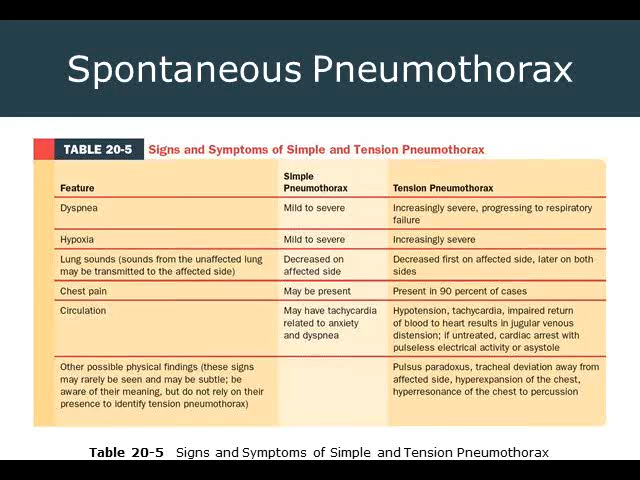 Spontaneous Pneumothorax
TABLE 20-5 Signs and Symptoms of Simple and Tension Pneumothorax
Feature
Simple
Pneumothorax
Tension Pneumothorax
Dyspnea
Mild to severe
Increasingly severe, progressing to respiratory
failure
Hypoxia
Mild to severe
Increasingly severe
Lung sounds (sounds from the unaffected lung
may be transmitted to the affected side)
Decreased on
affected side
Decreased first on affected side, later on both
sides
Chest pain
May be present
Present in 90 percent of cases
Circulation
May have tachycardia
related to anxiety
and dyspnea
Hypotension, tachycardia, impaired return
of blood to heart results in jugular venous
distension; if untreated, cardiac arrest with
pulseless electrical activity or asystole
Other possible physical findings (these signs
may rarely be seen and may be subtle; be
aware of their meaning, but do not rely on their
presence to identify tension pneumothorax)
Pulsus paradoxus, tracheal deviation away from
affected side, hyperexpansion of the chest,
hyperresonance of the chest to percussion
Table 20-5 Signs and Symptoms of Simple and Tension Pneumothorax